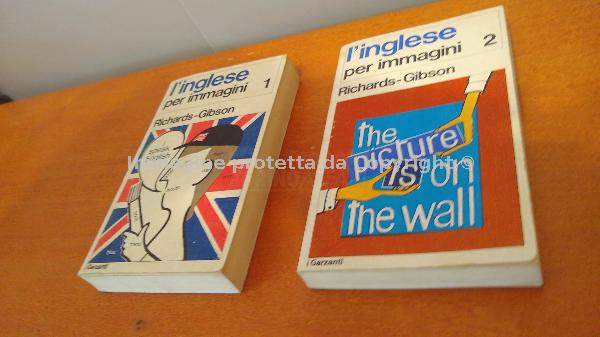 l'inglese
per immagini 1
Richards-Gibson
i Garzanti
l'inglese
per immagini 2
Richards-Gibson
the
picture
is on
the wall
i Garzanti
Immagine protetta da copyright ©